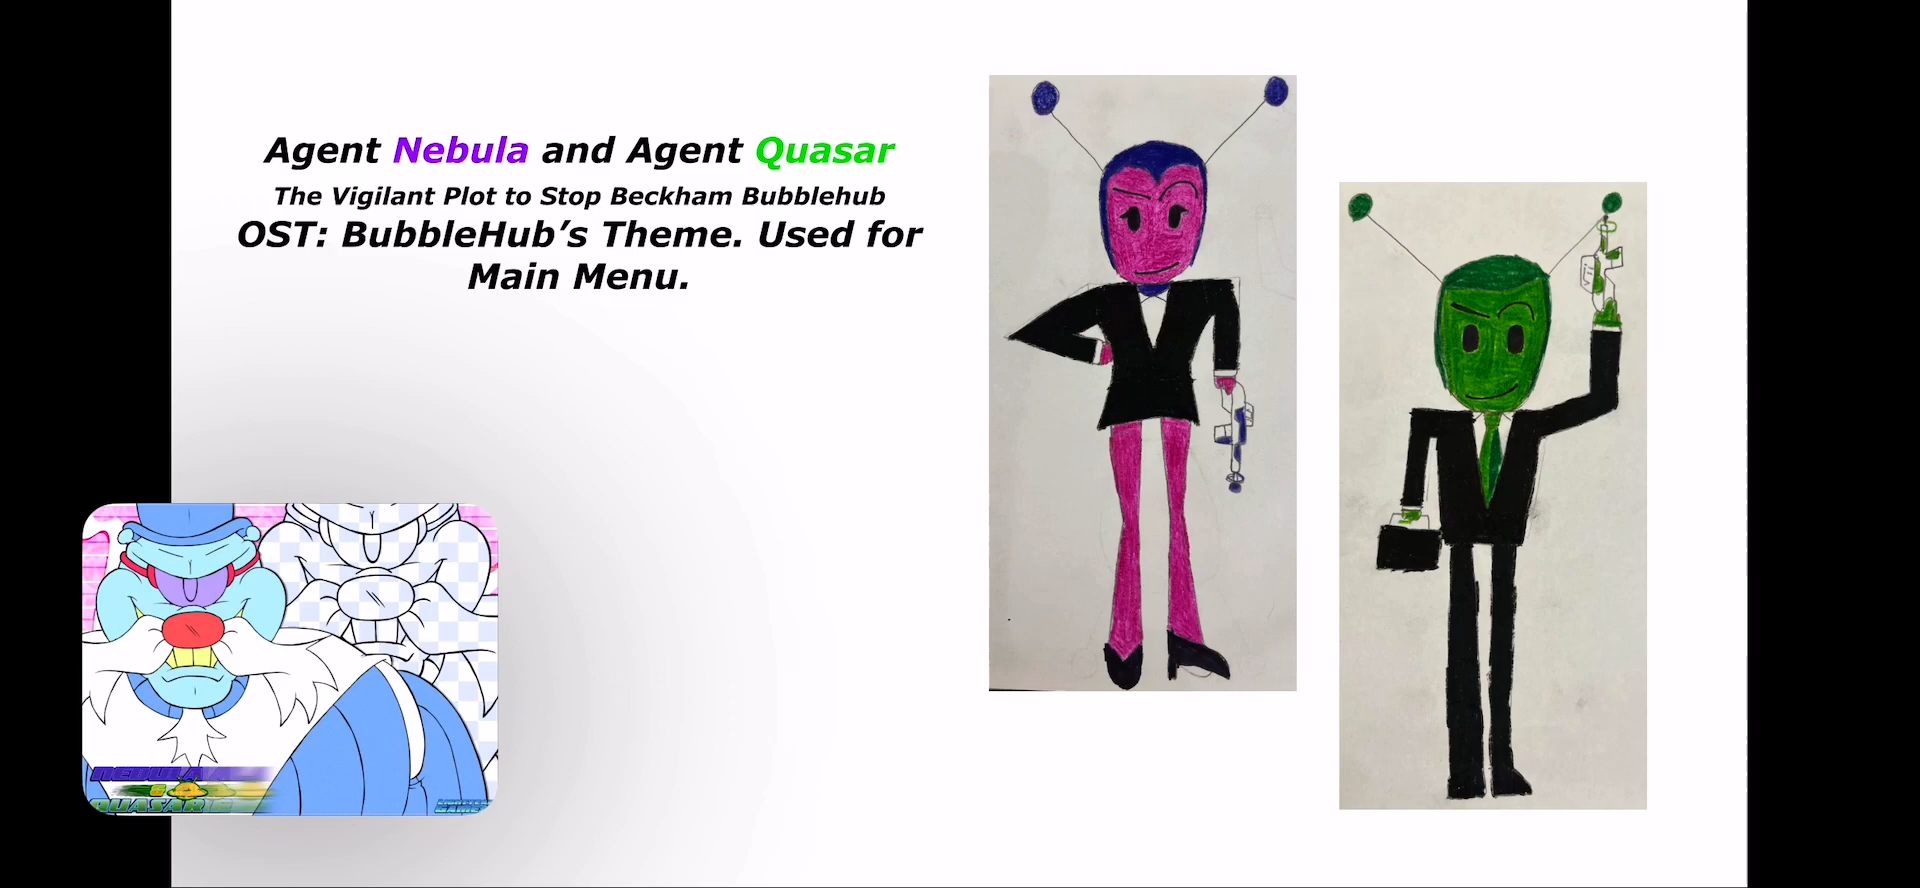 Agent Nebula and Agent Quasar
The Vigilant Plot to Stop Beckham Bubblehub
OST: BubbleHub’s Theme. Used for
Main Menu.